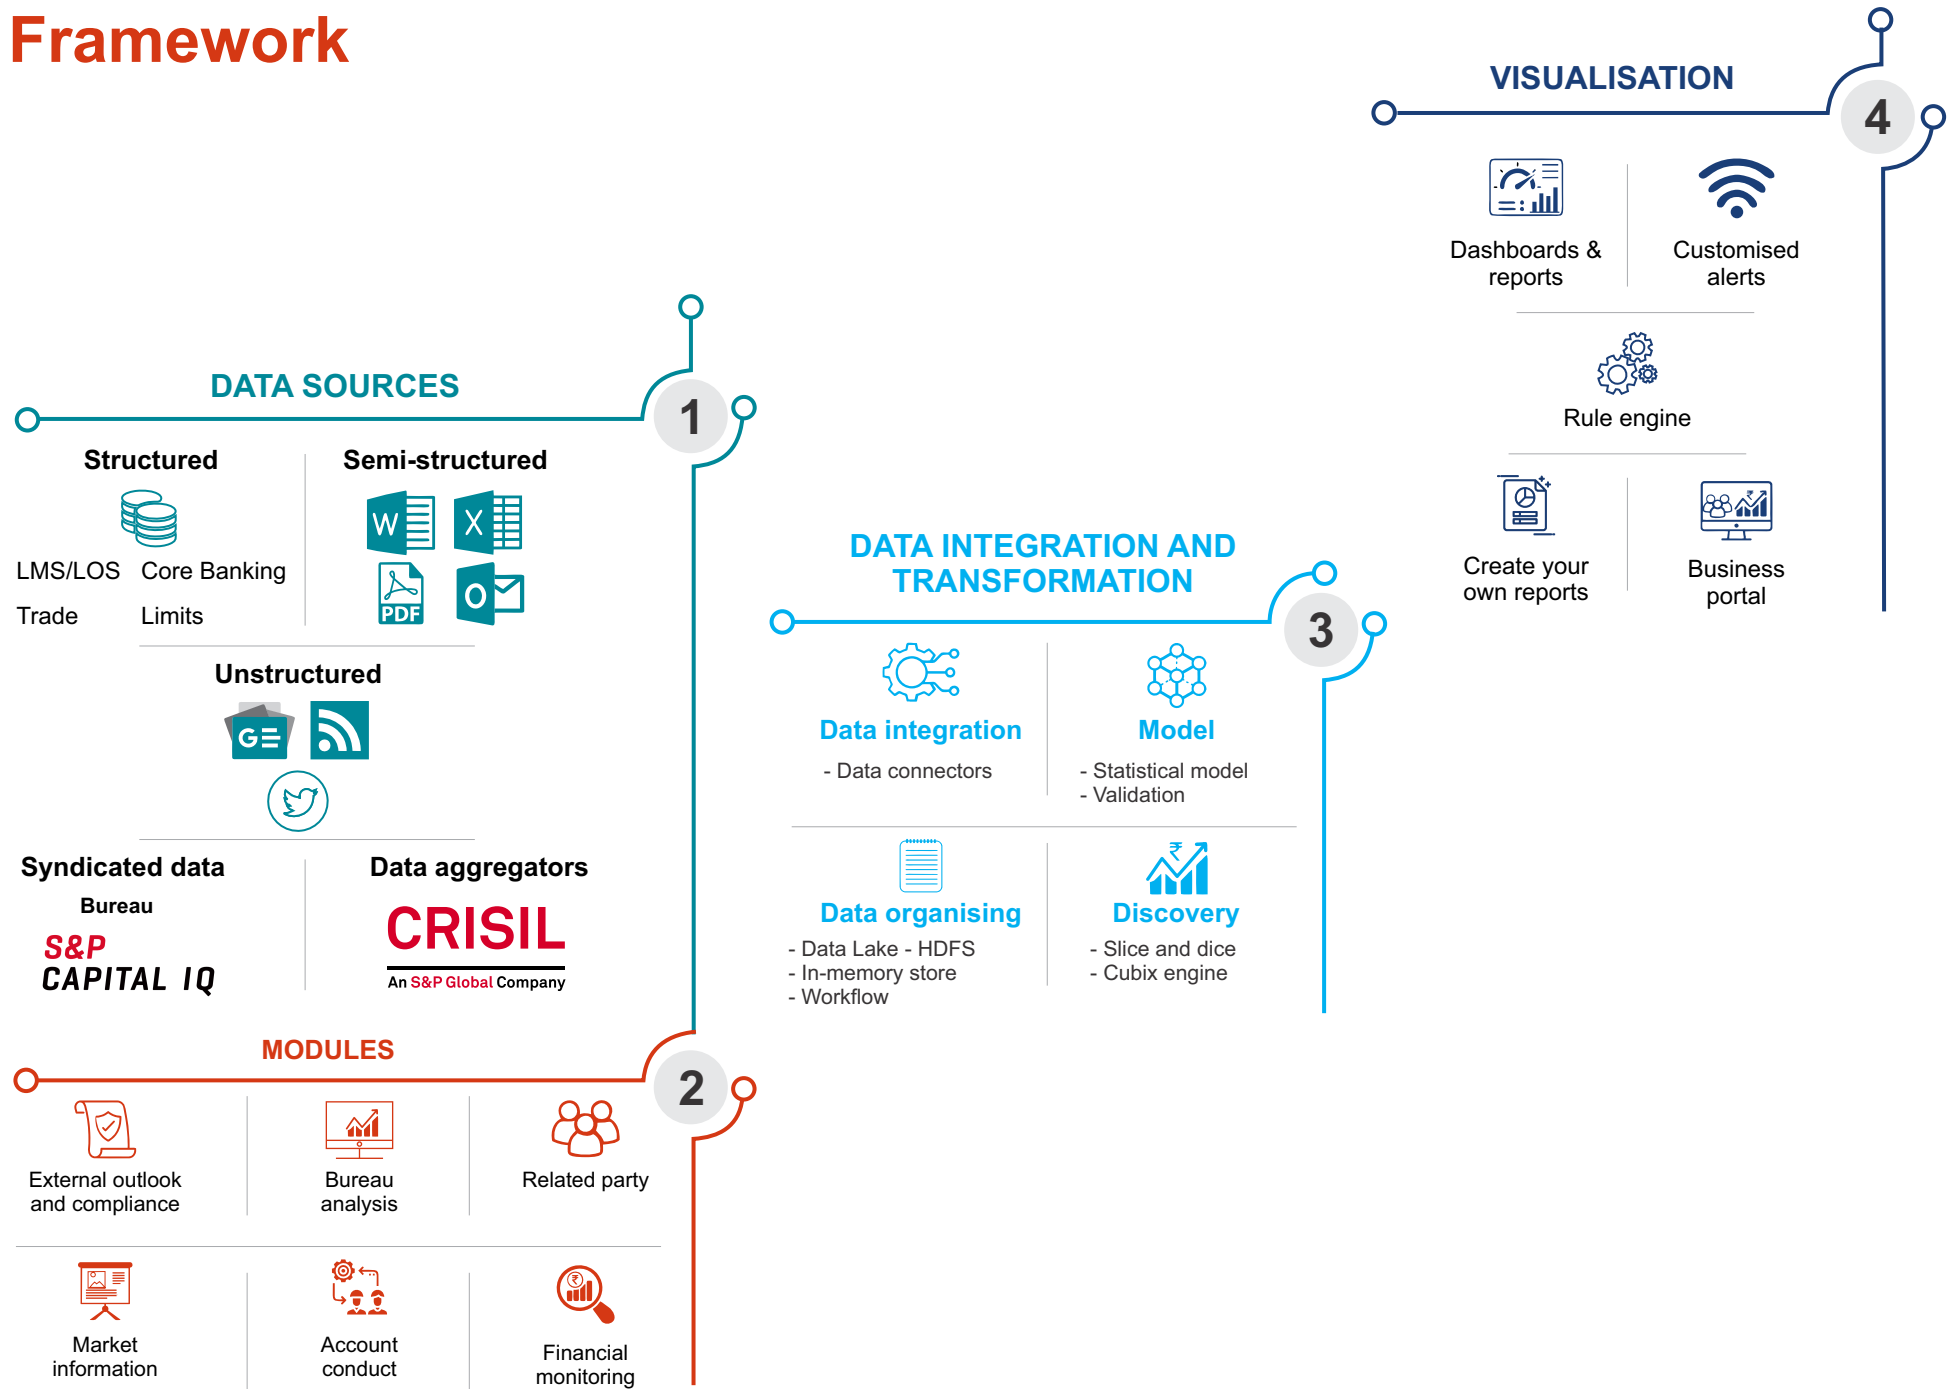 Framework
DATA SOURCES
1
Structured
LMS/LOS Core Banking
Trade Limits
Semi-structured
W
X
PDF
O
Unstructured
G
Syndicated data
Bureau
S&P
CAPITAL IQ
Data aggregators
CRISIL
An S&P Global Company
MODULES
2
External outlook
and compliance
Bureau
analysis
Related party
Market
information
Account
conduct
₹
Financial
monitoring
DATA INTEGRATION AND
TRANSFORMATION
3
Data integration
- Data connectors
Model
- Statistical model
- Validation
Data organising
- Data Lake - HDFS
- In-memory store
- Workflow
₹
Discovery
- Slice and dice
- Cubix engine
VISUALISATION
4
Dashboards &
reports
Customised
alerts
Rule engine
Create your
own reports
₹
Business
portal